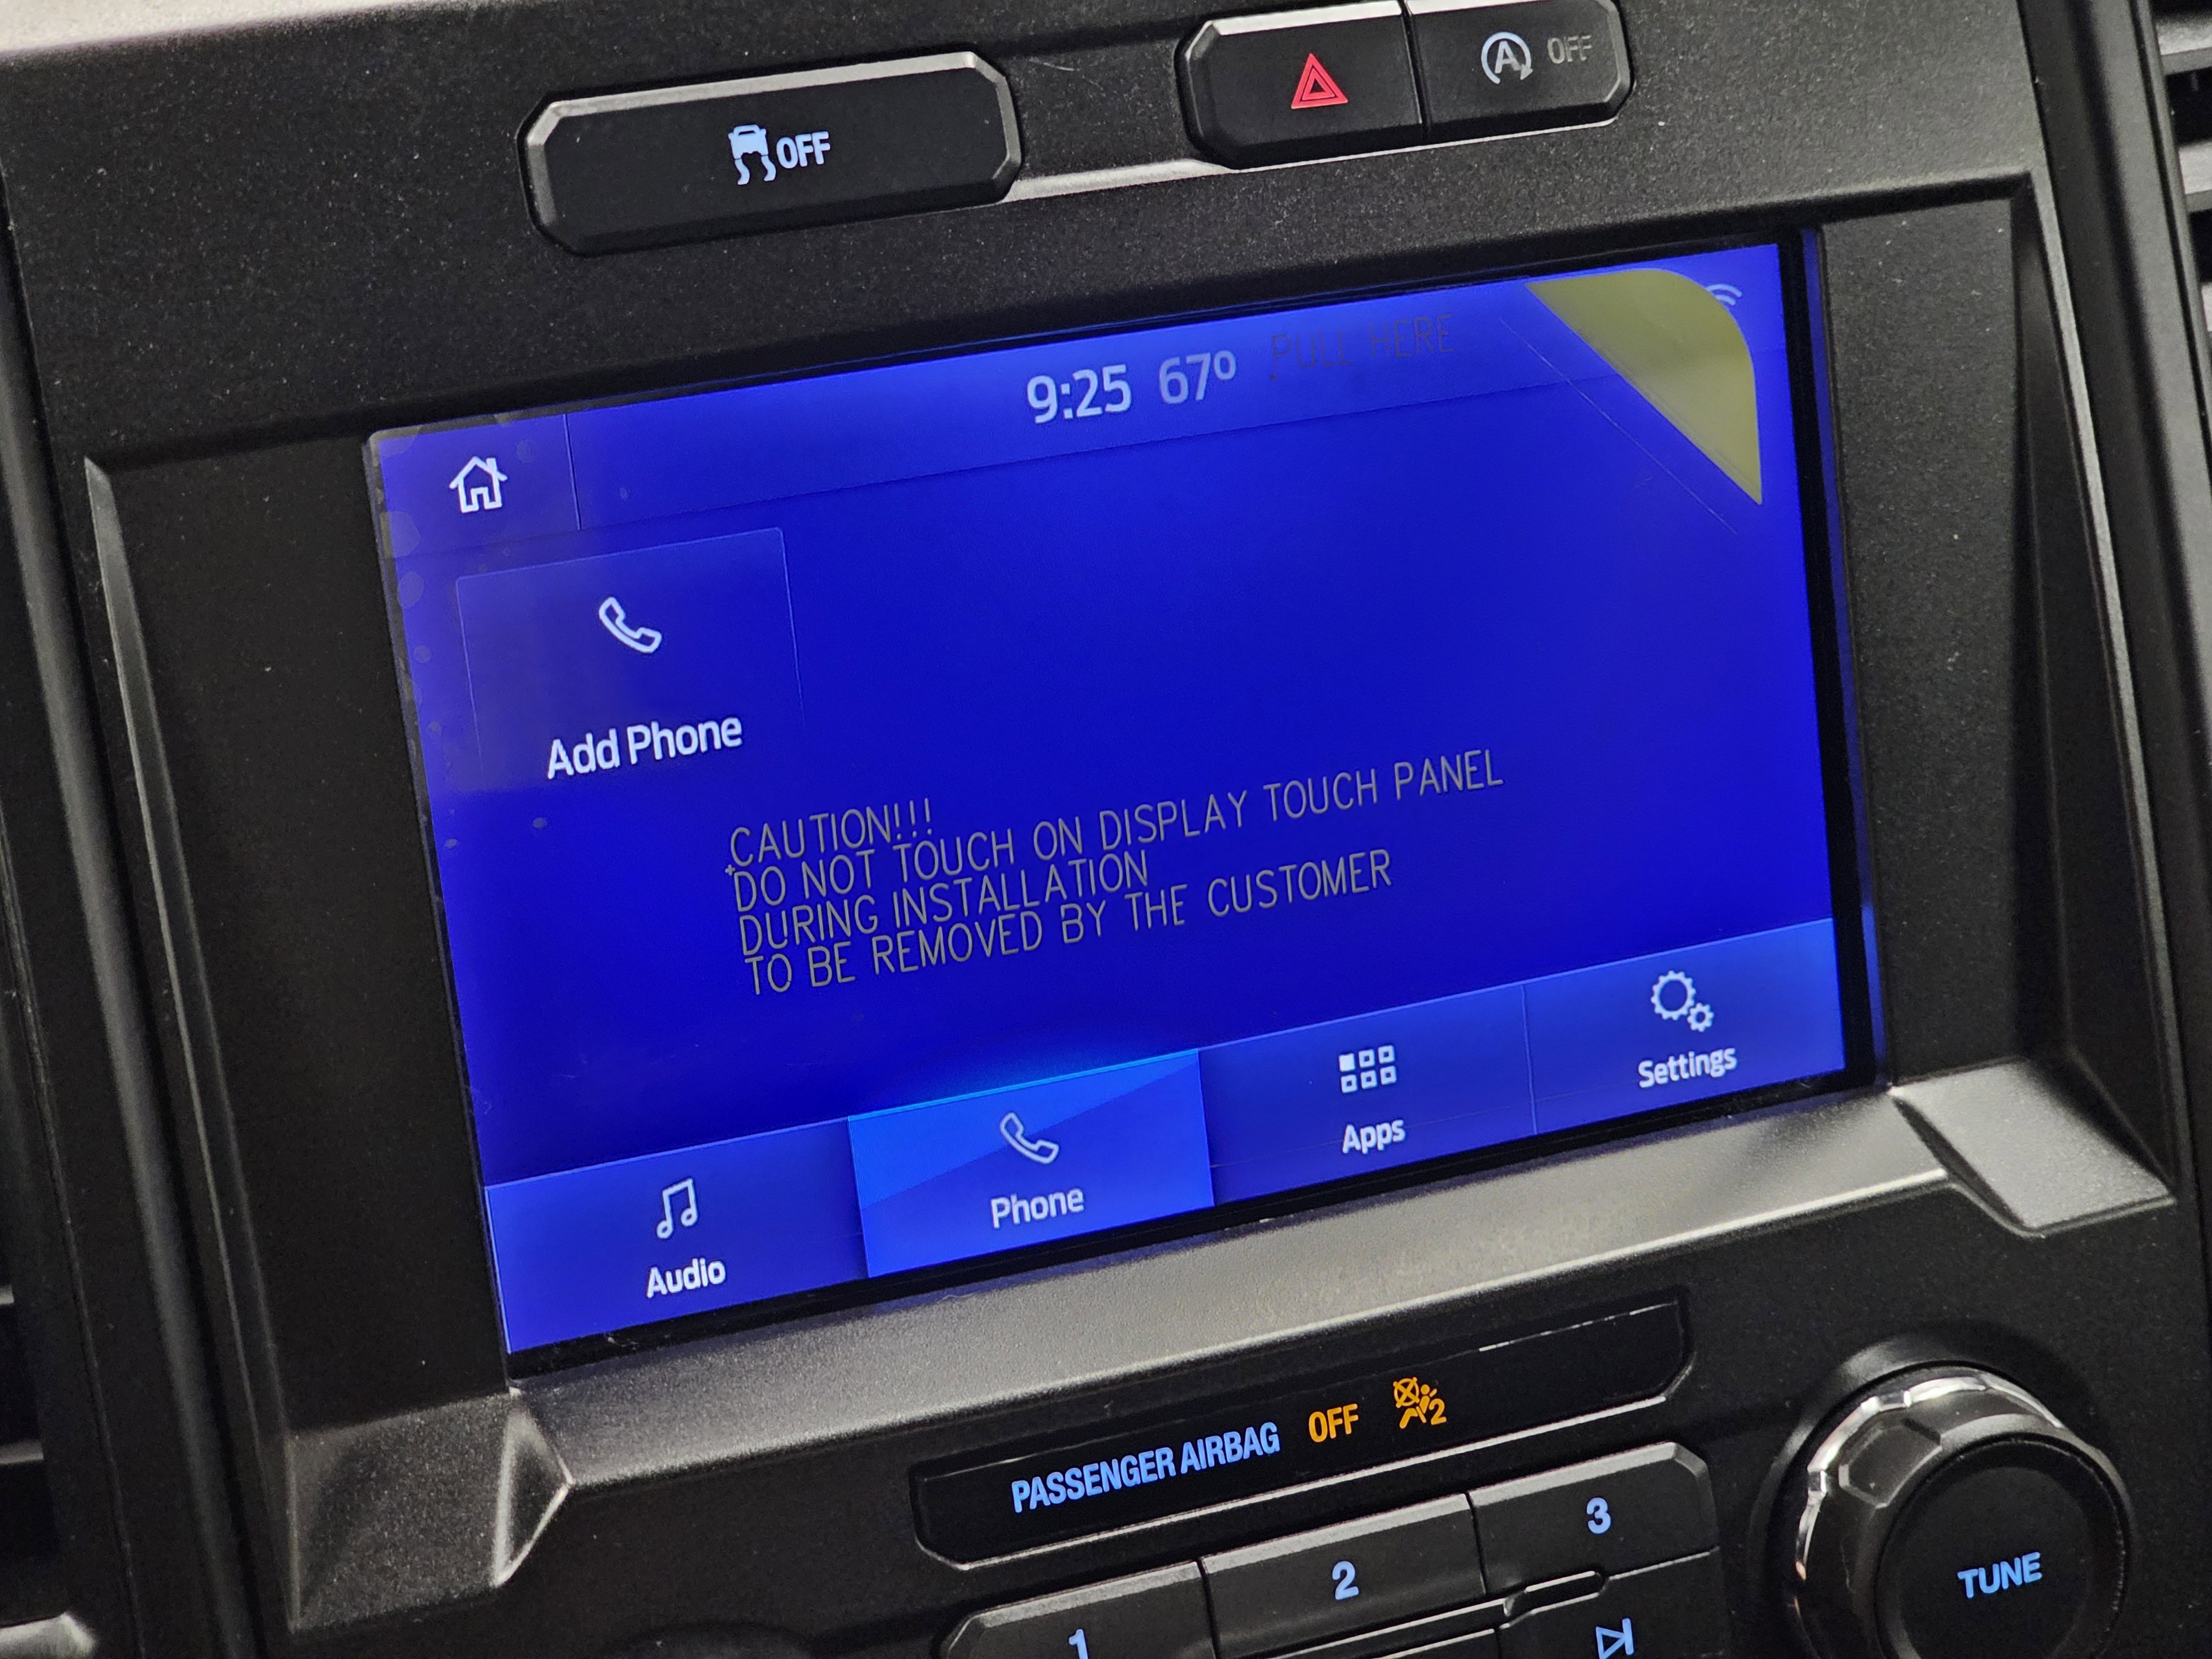 OFF
OFF
PULL HERE
9:25 67°
Add Phone
CAUTION!!!
DO NOT TOUCH ON DISPLAY TOUCH PANEL
DURING INSTALLATION
TO BE REMOVED BY THE CUSTOMER
Audio
Phone
Apps
Settings
PASSENGER AIRBAG OFF 2
1
2
3
TUNE